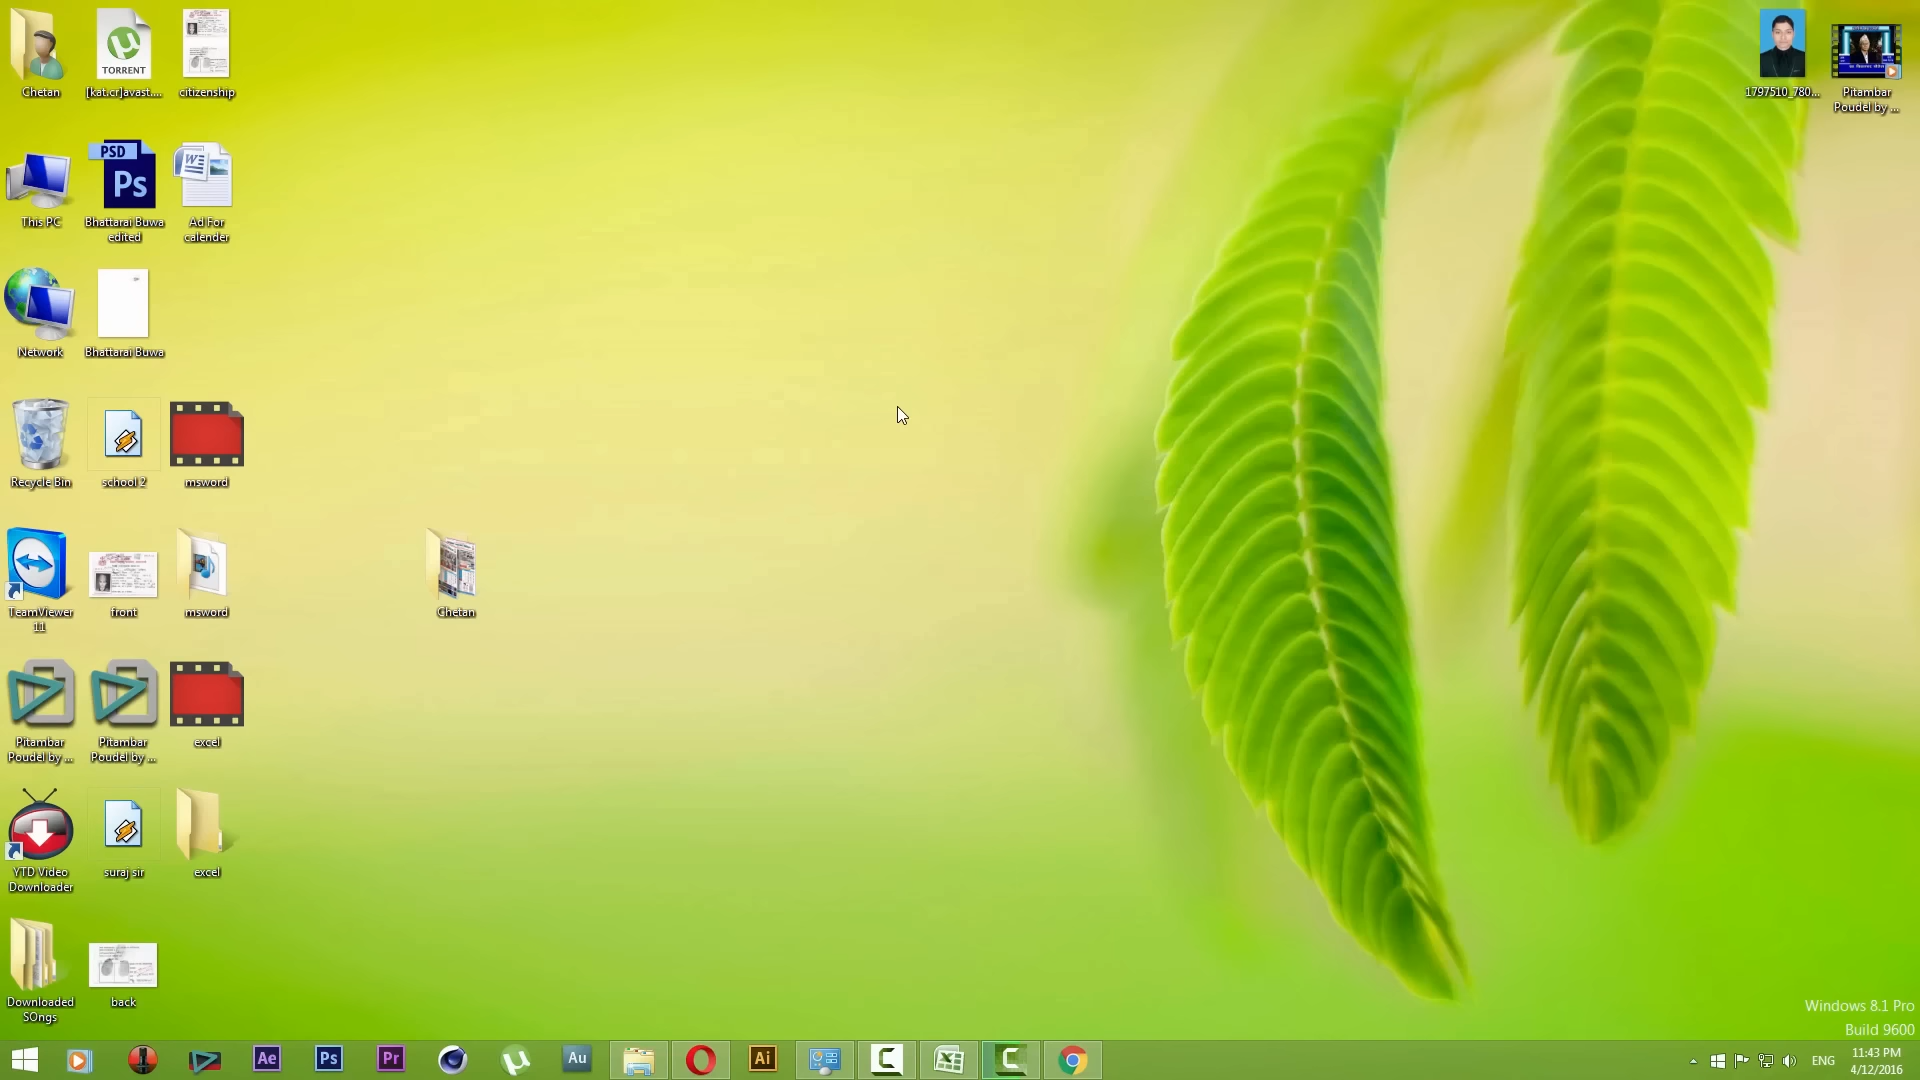 Chetan
[kat.cr]avast....
citizenship
1797510_780...
Pitambar
Poudel by ...
TORRENT
This PC
PSD
Ps
Bhattarai Buwa
edited
W
Ad For
calender
Network
Bhattarai Buwa
Recycle Bin
school 2
msword
TeamViewer
11
front
msword
Chetan
Pitambar
Poudel by ...
Pitambar
Poudel by ...
excel
YTD Video
Downloader
suraj sir
excel
Downloaded
SOngs
back
Windows 8.1 Pro
Build 9600
Ae
Ps
Pr
Au
Ai
ENG
11:43 PM
4/12/2016